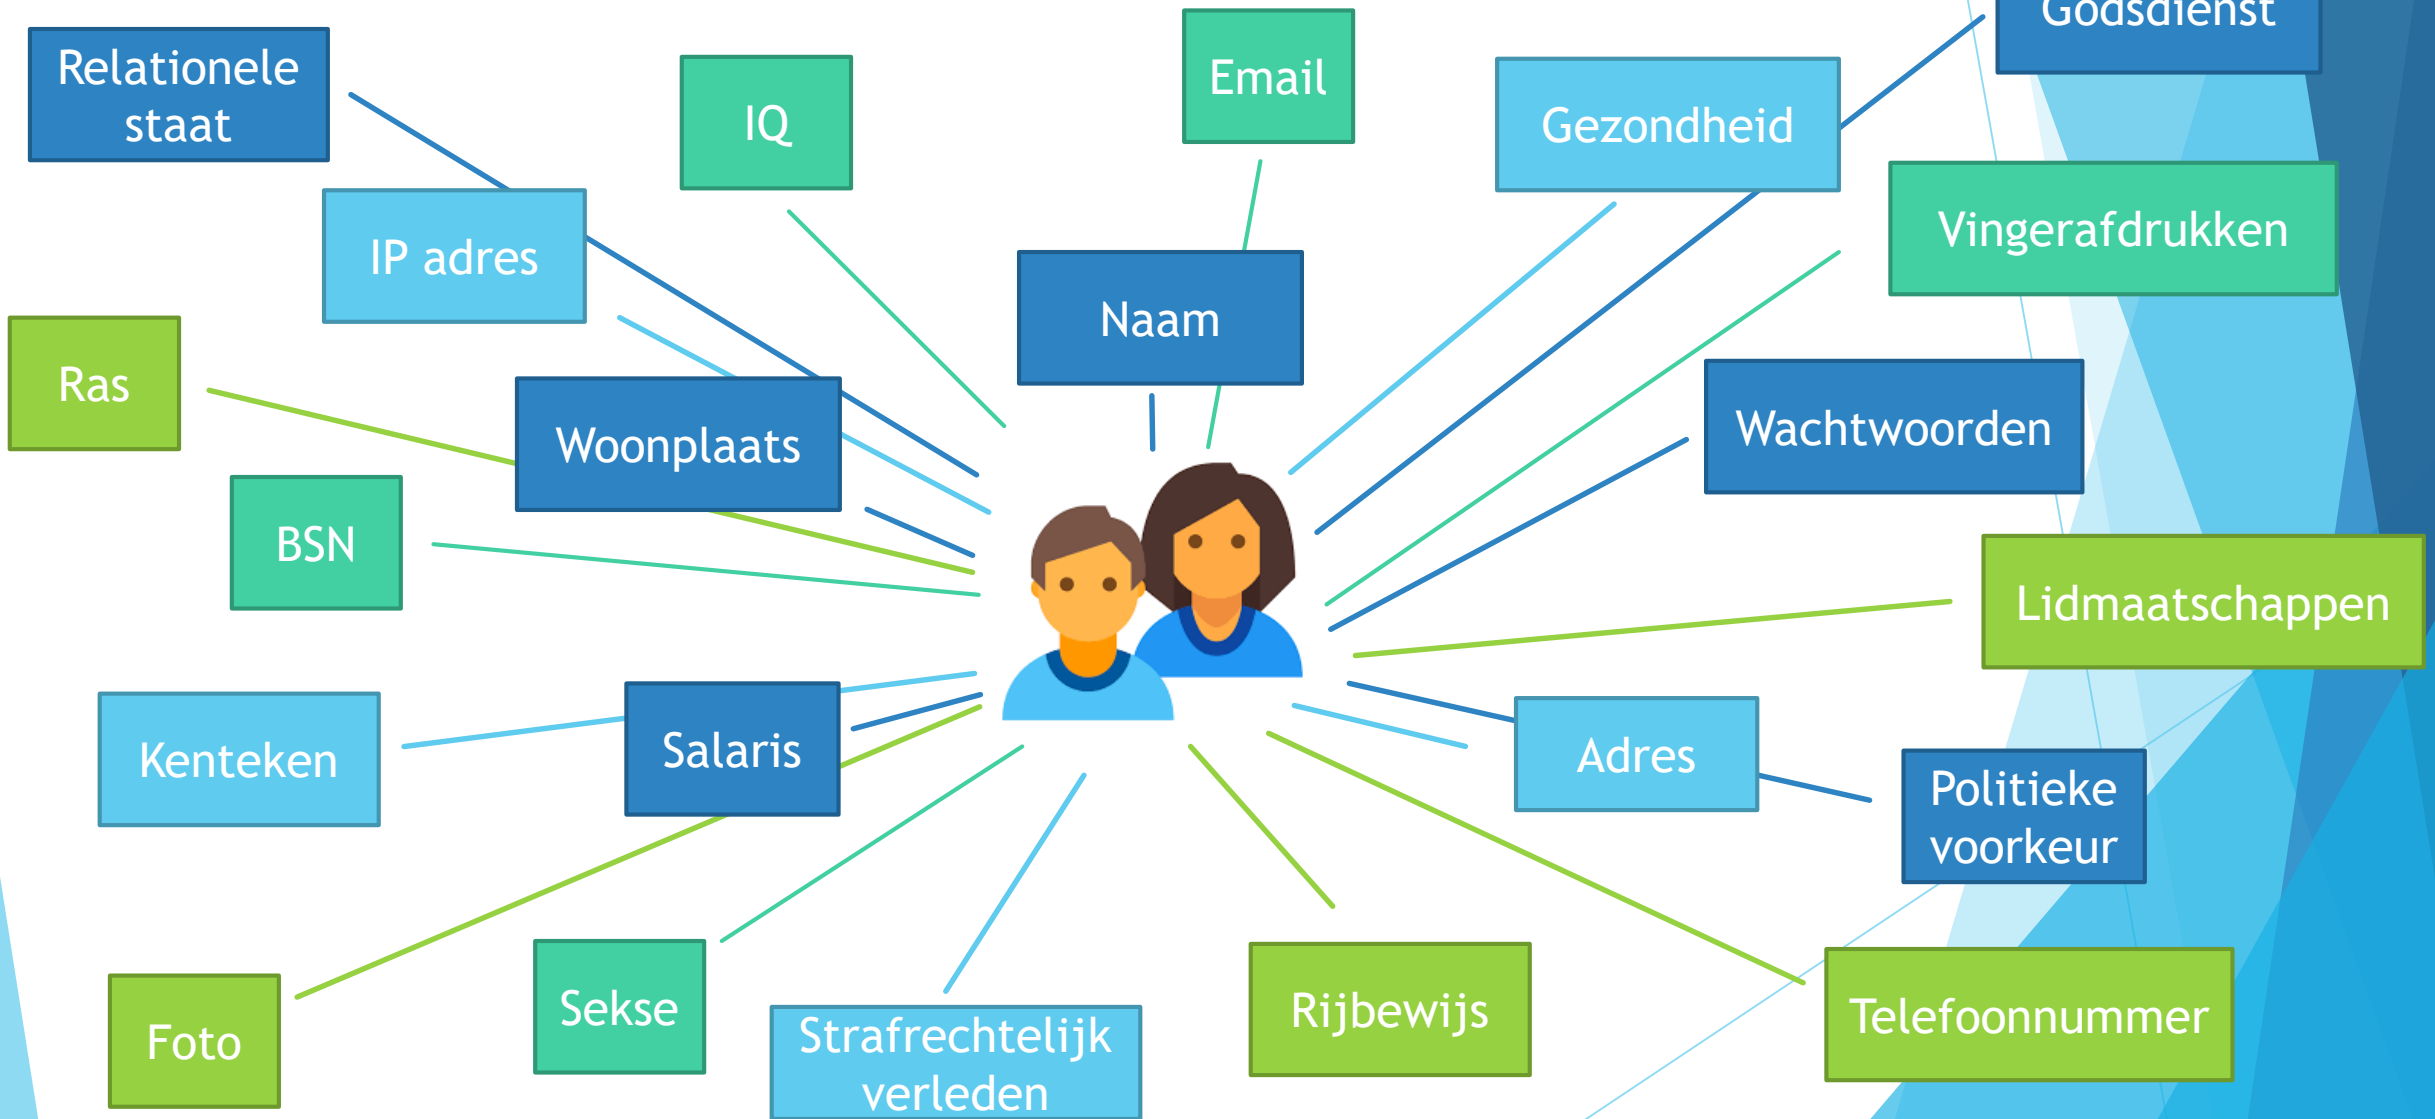 Godsdienst
Relationele
staat
IQ
Email
Gezondheid
IP adres
Vingerafdrukken
Naam
Ras
Woonplaats
Wachtwoorden
BSN
Lidmaatschappen
Kenteken
Salaris
Adres
Politieke
voorkeur
Foto
Sekse
Strafrechtelijk
verleden
Rijbewijs
Telefoonnummer